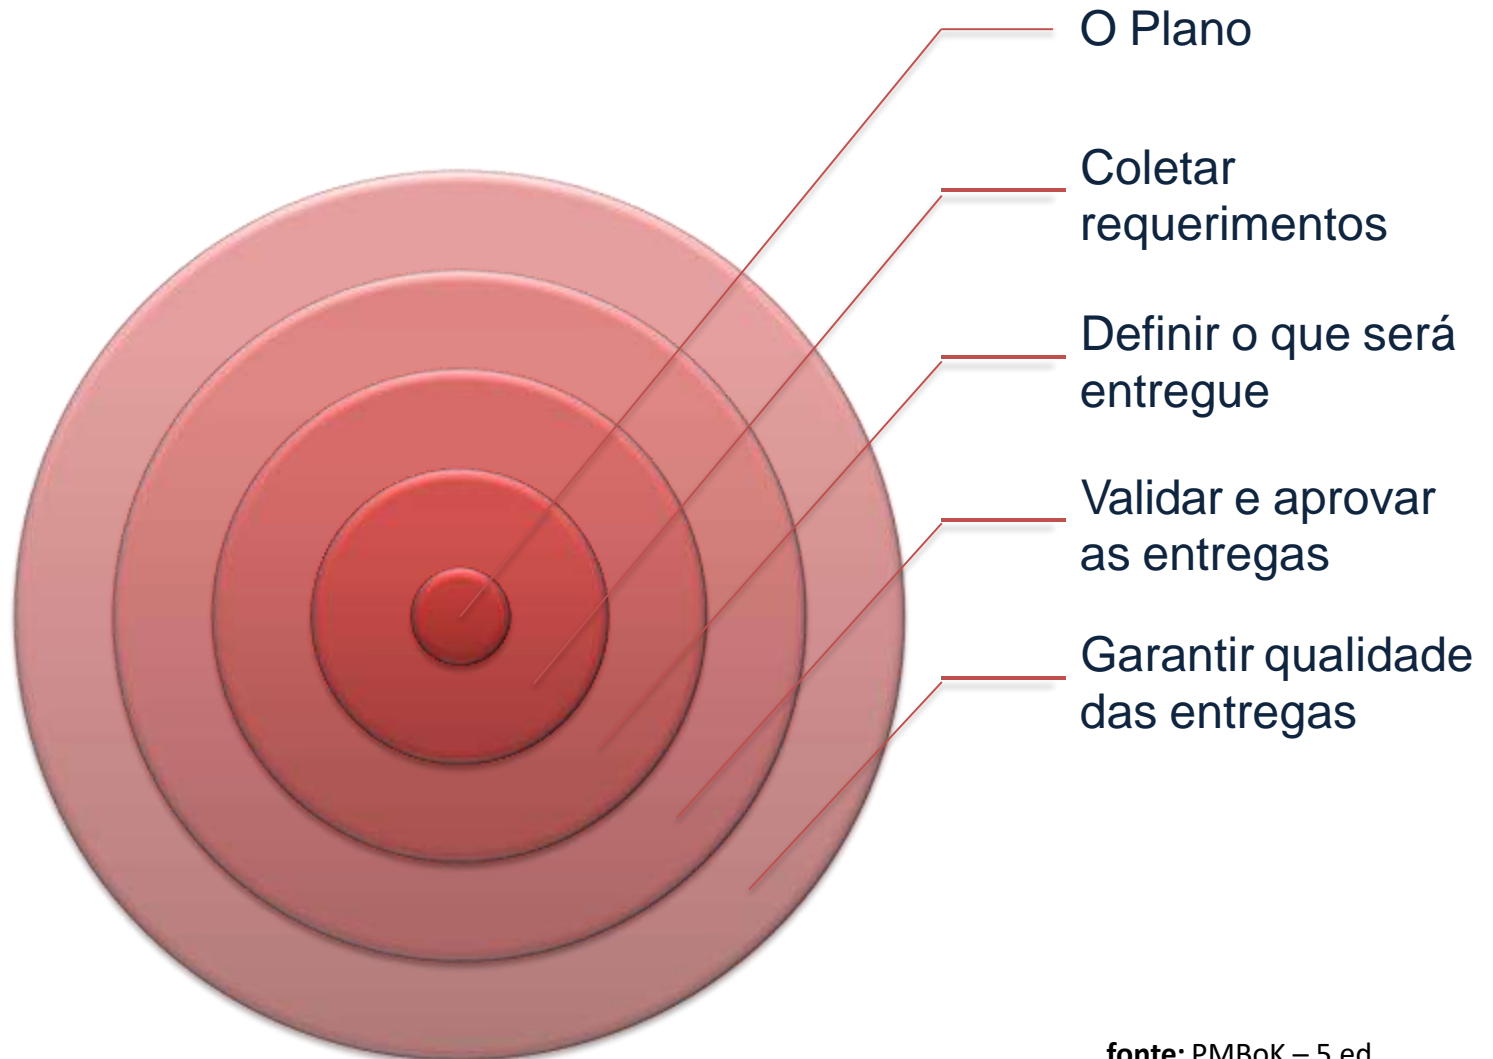 O Plano
Coletar
requerimentos
Definir o que será
entregue
Validar e aprovar
as entregas
Garantir qualidade
das entregas
fonte: PMBoK – 5 ed